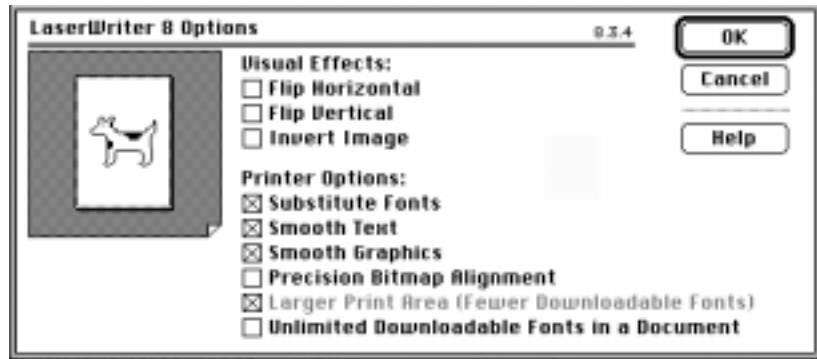 LaserWriter 8 Options 8.3.4
OK
Cancel
Help
Visual Effects:
Flip Horizontal
Flip Vertical
Invert Image
Printer Options:
Substitute Fonts
Smooth Text
Smooth Graphics
Precision Bitmap Alignment
Larger Print Area (Fewer Downloadable Fonts)
Unlimited Downloadable Fonts in a Document